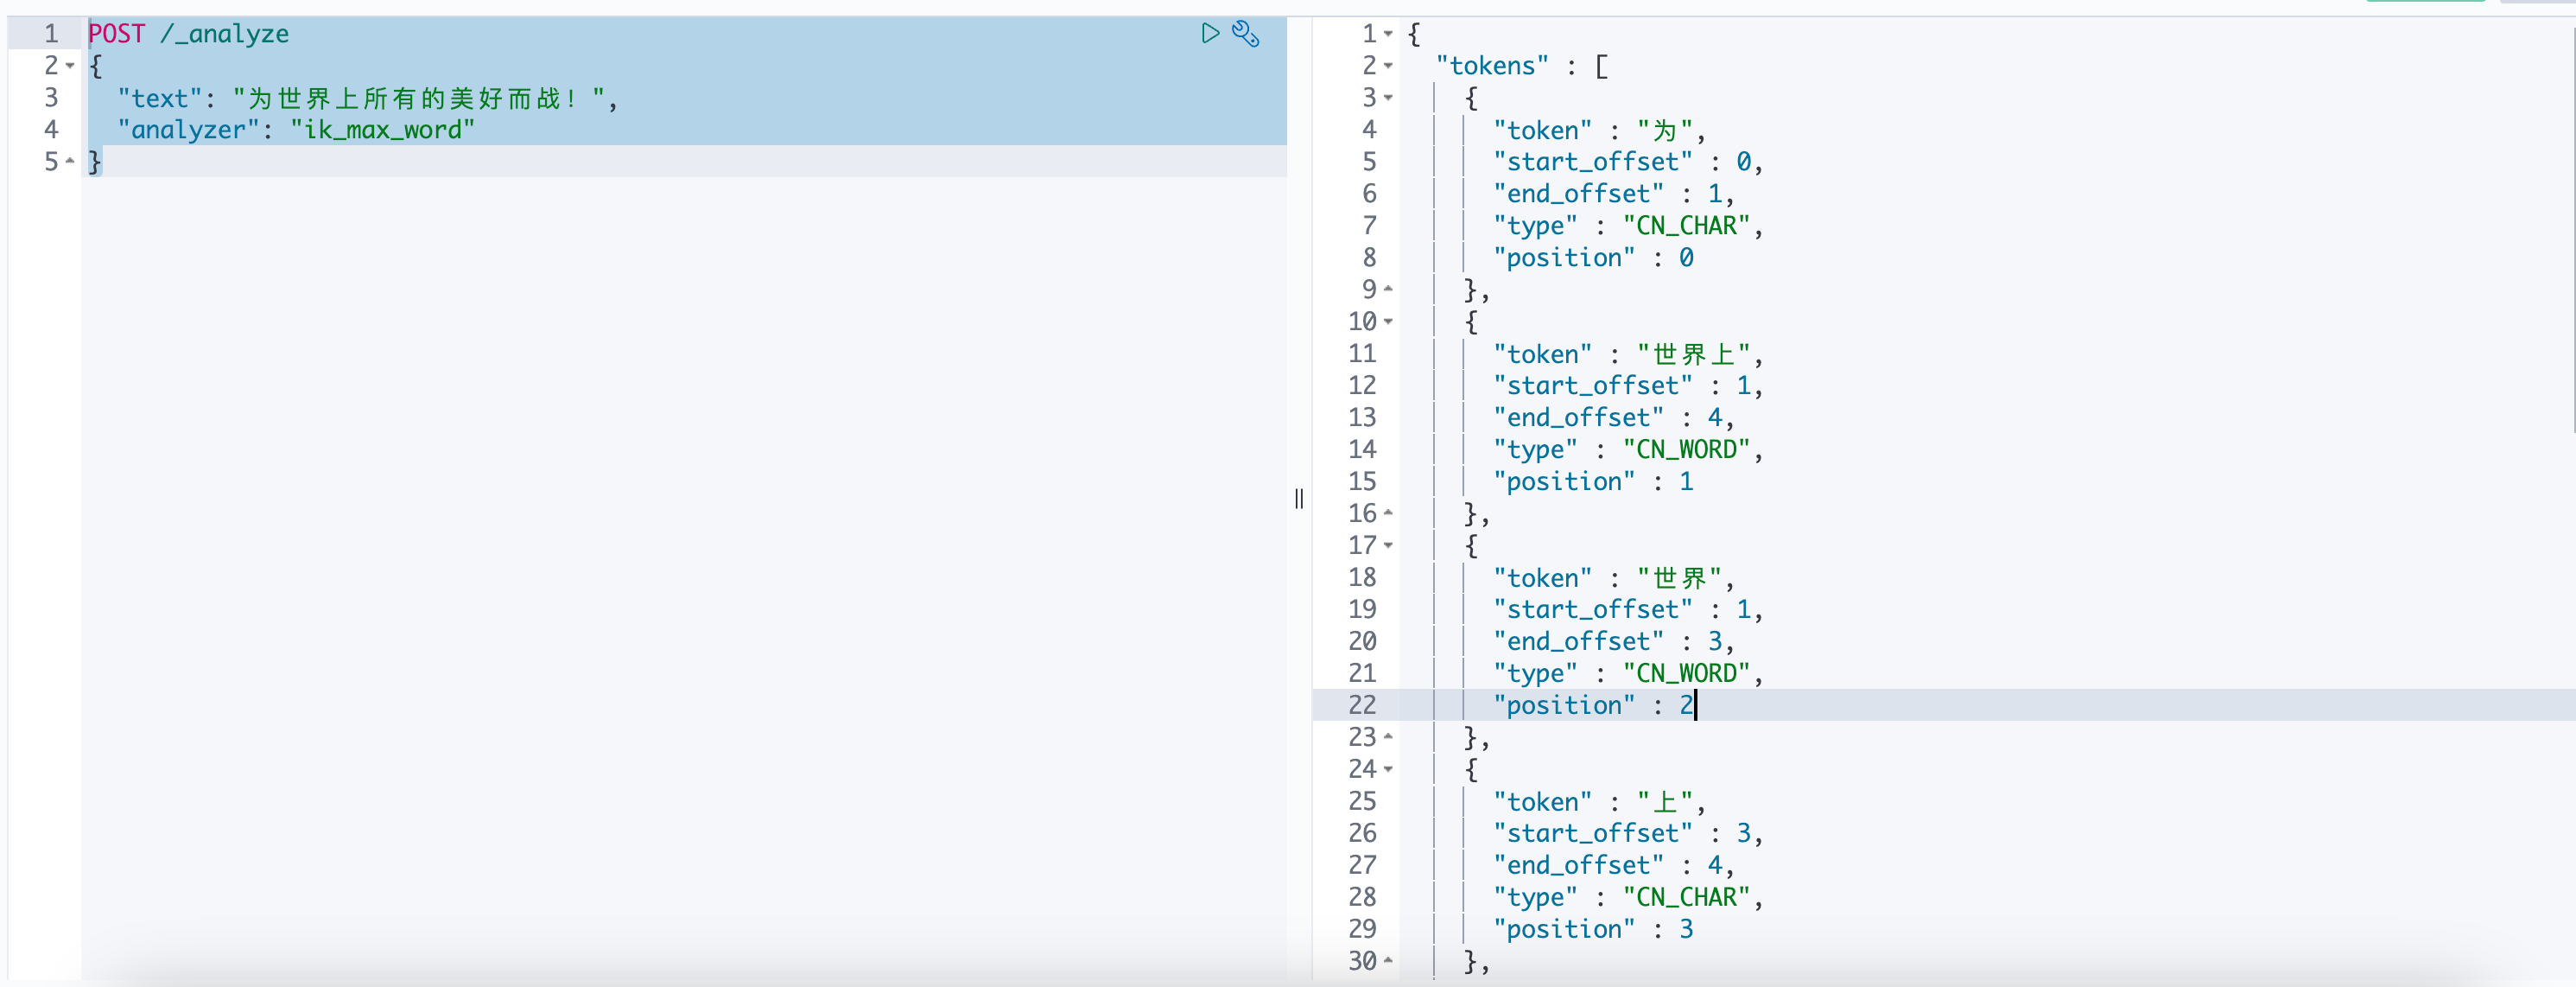 POST /_analyze
{
"text": "为世界上所有的美好而战！",
"analyzer": "ik_max_word"
}
1
2
3
4
5
{
"tokens" : [
{
"token" : "为",
"start_offset" : 0,
"end_offset" : 1,
"type" : "CN_CHAR",
"position" : 0
},
{
"token" : "世界上",
"start_offset" : 1,
"end_offset" : 4,
"type" : "CN_WORD",
"position" : 1
},
{
"token" : "世界",
"start_offset" : 1,
"end_offset" : 3,
"type" : "CN_WORD",
"position" : 2
},
{
"token" : "上",
"start_offset" : 3,
"end_offset" : 4,
"type" : "CN_CHAR",
"position" : 3
},
1
2
3
4
5
6
7
8
9
10
11
12
13
14
15
16
17
18
19
20
21
22
23
24
25
26
27
28
29
30